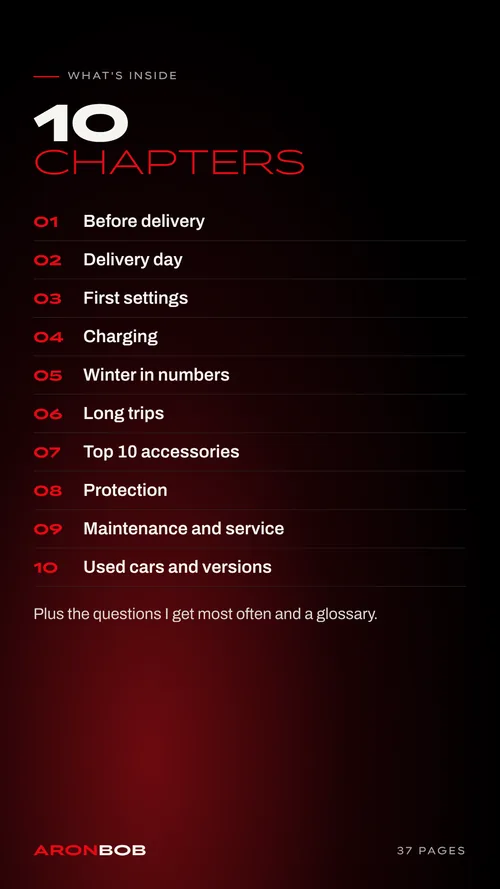 WHAT'S INSIDE
10
CHAPTERS
01 Before delivery
02 Delivery day
03 First settings
04 Charging
05 Winter in numbers
06 Long trips
07 Top 10 accessories
08 Protection
09 Maintenance and service
10 Used cars and versions
Plus the questions I get most often and a glossary.
ARONBOB
37 PAGES